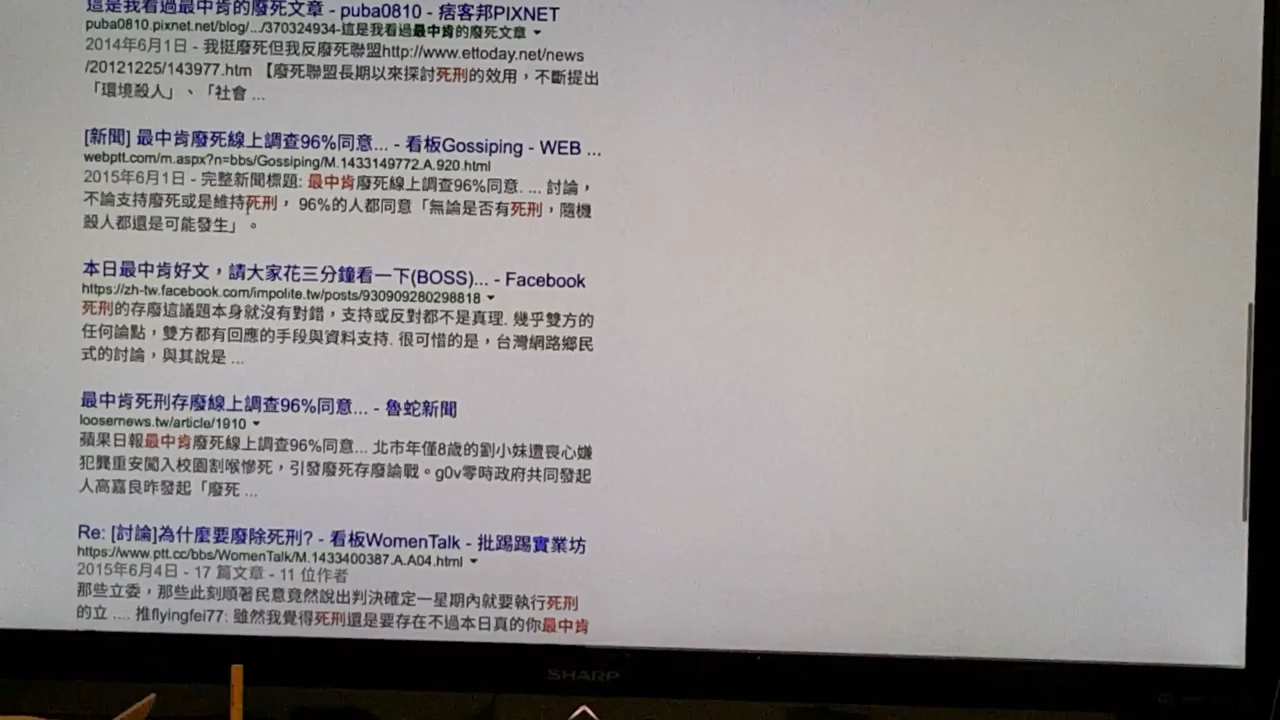 這是我看過最中肯的廢死文章 - puba0810 - 痞客邦PIXNET
puba0810.pixnet.net/blog/.../370324934-這是我看過最中肯的廢死文章
2014年6月1日 - 我挺廢死但我反廢死聯盟http://www.ettoday.net/news
/20121225/143977.htm 【廢死聯盟長期以來探討死刑的效用，不斷提出
「環境殺人」、「社會 ...
[新聞] 最中肯廢死線上調查96%同意... - 看板Gossiping - WEB ...
webptt.com/m.aspx?n=bbs/Gossiping/M.1433149772.A.920.html
2015年6月1日 - 完整新聞標題: 最中肯廢死線上調查96%同意. ... 討論，
不論支持廢死或是維持死刑， 96%的人都同意「無論是否有死刑，隨機
殺人都還是可能發生」。
本日最中肯好文，請大家花三分鐘看一下(BOSS)... - Facebook
https://zh-tw.facebook.com/impolite.tw/posts/930909280298818
死刑的存廢這議題本身就沒有對錯，支持或反對都不是真理. 幾乎雙方的
任何論點，雙方都有回應的手段與資料支持. 很可惜的是，台灣網路鄉民
式的討論，與其說是 ...
最中肯死刑存廢線上調查96%同意... - 魯蛇新聞
loosernews.tw/article/1910
蘋果日報最中肯廢死線上調查96%同意... 北市年僅8歲的劉小妹遭喪心嫌
犯龔重安闖入校園割喉慘死，引發廢死存廢論戰。g0v零時政府共同發起
人高嘉良昨發起「廢死 ...
Re: [討論]為什麼要廢除死刑? - 看板WomenTalk - 批踢踢實業坊
https://www.ptt.cc/bbs/WomenTalk/M.1433400387.A.A04.html
2015年6月4日 - 17 篇文章 - 11 位作者
那些立委，那些此刻順著民意竟然說出判決確定一星期內就要執行死刑
的立 .... 推flyingfei77: 雖然我覺得死刑還是要存在不過本日真的你最中肯
SHARP